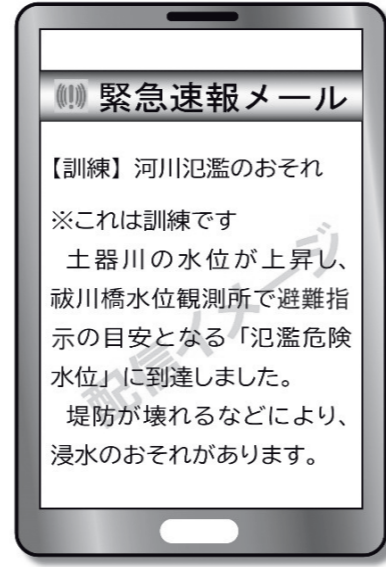 緊急速報メール
【訓練】河川氾濫のおそれ
※これは訓練です
土器川の水位が上昇し、
祓川橋水位観測所で避難指
示の目安となる「氾濫危険
水位」に到達しました。
堤防が壊れるなどにより、
浸水のおそれがあります。
配信イメージ